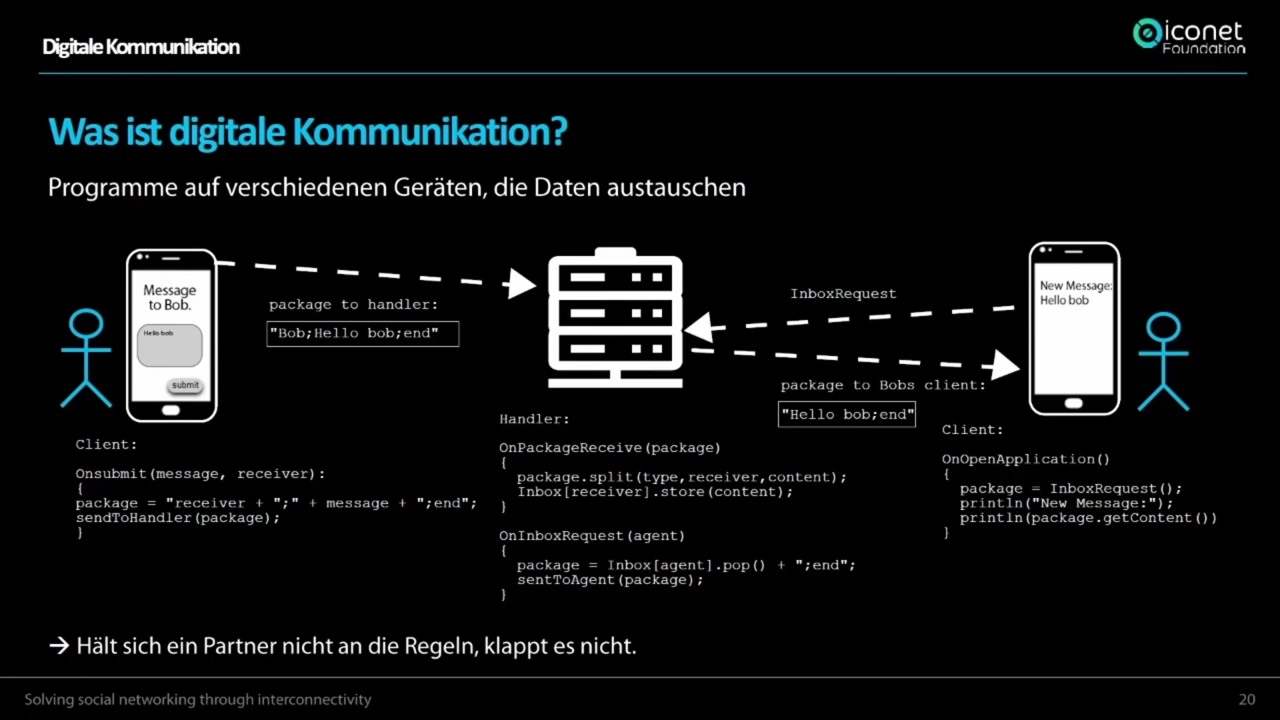 Digitale Kommunikation
iconet
Foundation
Was ist digitale Kommunikation?
Programme auf verschiedenen Geräten, die Daten austauschen
Message
to Bob.
Hello bob
submit
package to handler:
"Bob;Hello bob;end"
InboxRequest
package to Bobs client:
"Hello bob;end"
New Message:
Hello bob
Client:
Onsubmit(message, receiver):
{
package = "receiver + ";" + message + ";end";
sendToHandler(package);
}
Handler:
OnPackageReceive(package)
{
package.split(type,receiver,content);
Inbox[receiver].store(content);
}
OnInboxRequest(agent)
{
package = Inbox[agent].pop() + ";end";
sentToAgent(package);
}
Client:
OnOpenApplication()
{
package = InboxRequest();
println("New Message:");
println(package.getContent())
}
→ Hält sich ein Partner nicht an die Regeln, klappt es nicht.
Solving social networking through interconnectivity
20